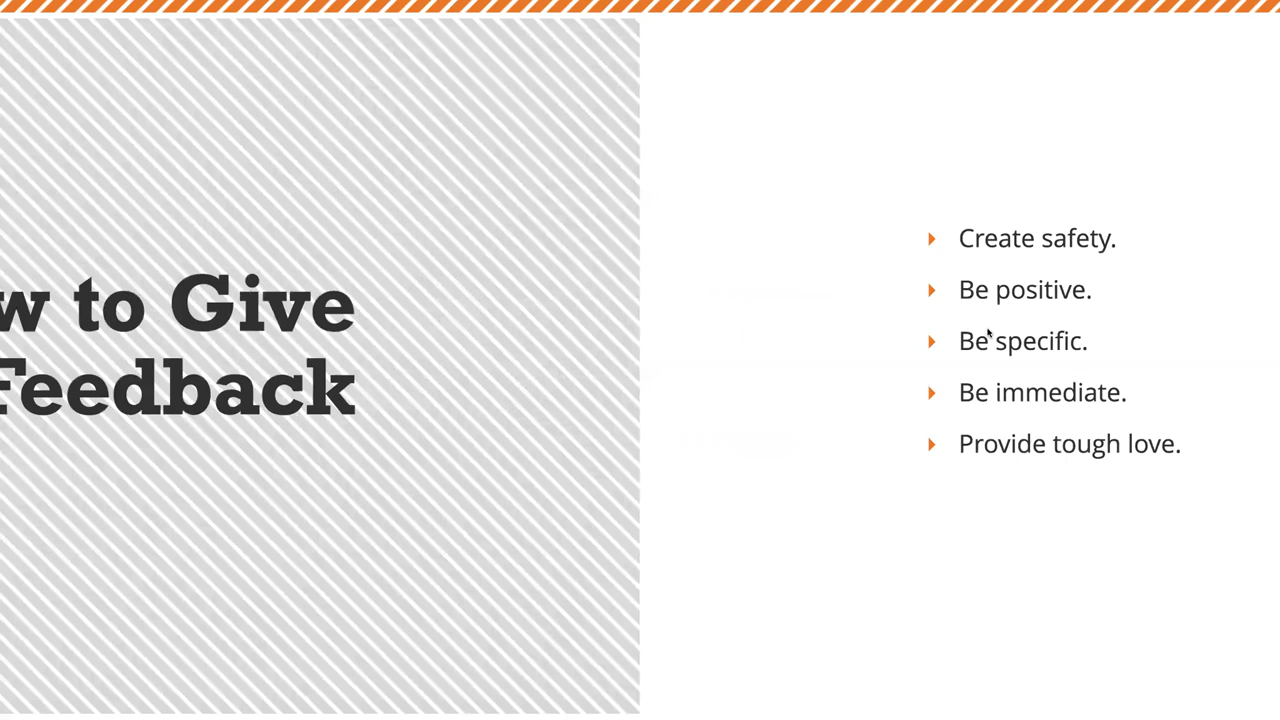 w to Give
Feedback
Create safety.
Be positive.
Be specific.
Be immediate.
Provide tough love.